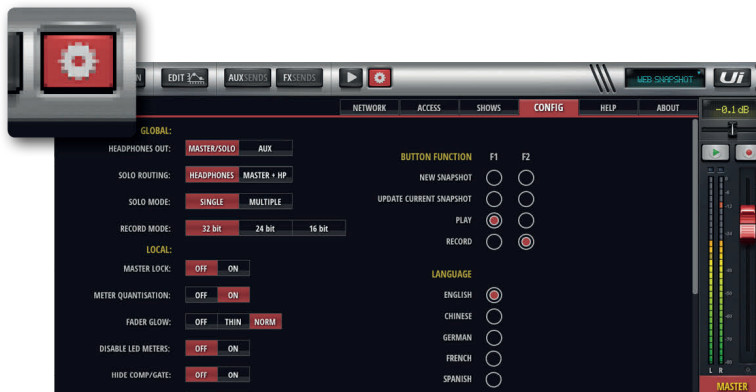 EDIT AUXSENDS FXSENDS WEB SNAPSHOT Ui
NETWORK ACCESS SHOWS CONFIG HELP ABOUT -0.1 dB
GLOBAL:
HEADPHONES OUT: MASTER/SOLO AUX
BUTTON FUNCTION F1 F2
SOLO ROUTING: HEADPHONES MASTER + HP
NEW SNAPSHOT
SOLO MODE: SINGLE MULTIPLE
UPDATE CURRENT SNAPSHOT
PLAY
RECORD MODE: 32 bit 24 bit 16 bit
RECORD
LOCAL:
MASTER LOCK: OFF ON
LANGUAGE
METER QUANTISATION: OFF ON
ENGLISH
CHINESE
FADER GLOW: OFF THIN NORM
GERMAN
DISABLE LED METERS: OFF ON
FRENCH
HIDE COMP/GATE: OFF ON
SPANISH
L R
MASTER